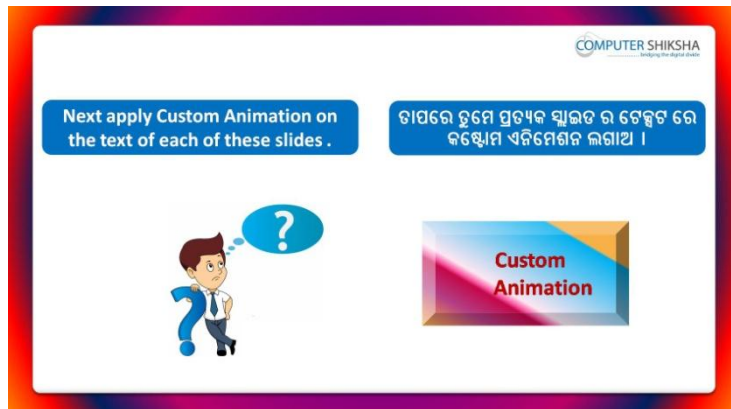 COMPUTER SHIKSHA
bridging the digital divide
Next apply Custom Animation on
the text of each of these slides .
ତାପରେ ତୁମେ ପ୍ରତ୍ୟକ ସ୍ଲାଇଡ ର ଟେକ୍ସଟ ରେ
କଷ୍ଟୋମ ଏନିମେଶନ ଲଗାଅ ।
?
?
Custom
Animation